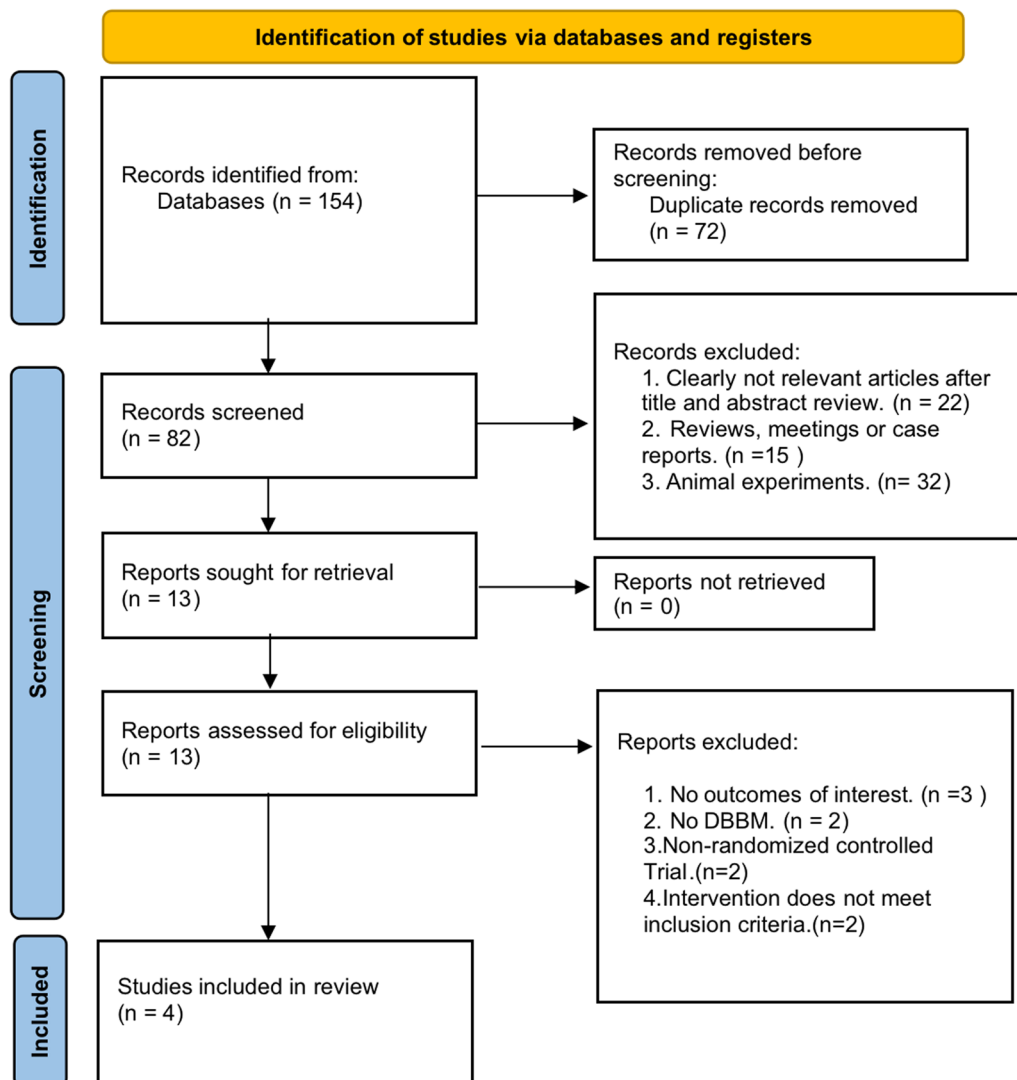 Identification of studies via databases and registers
Identification
Records identified from:
Databases (n = 154)
Records removed before
screening:
Duplicate records removed
(n = 72)
Screening
Records screened
(n = 82)
Records excluded:
1. Clearly not relevant articles after
title and abstract review. (n = 22)
2. Reviews, meetings or case
reports. (n =15 )
3. Animal experiments. (n= 32)
Reports sought for retrieval
(n = 13)
Reports not retrieved
(n = 0)
Reports assessed for eligibility
(n = 13)
Reports excluded:
1. No outcomes of interest. (n =3 )
2. No DBBM. (n = 2)
3.Non-randomized controlled
Trial.(n=2)
4.Intervention does not meet
inclusion criteria.(n=2)
Included
Studies included in review
(n = 4)